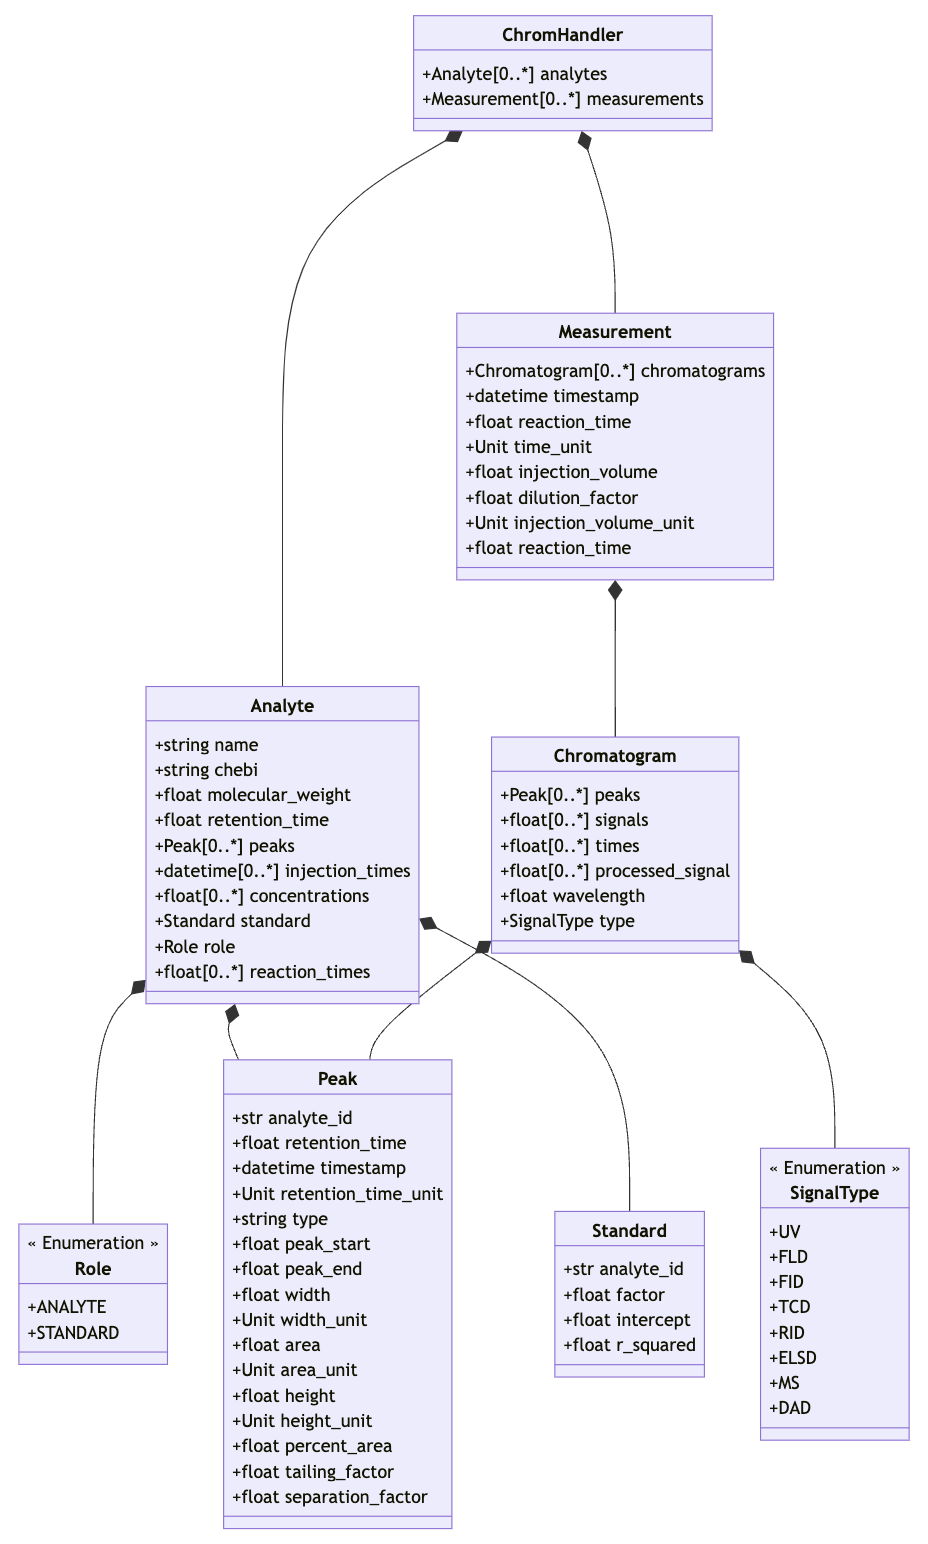 ChromHandler
+Analyte[0..*] analytes
+Measurement[0..*] measurements
Measurement
+Chromatogram[0..*] chromatograms
+datetime timestamp
+float reaction_time
+Unit time_unit
+float injection_volume
+float dilution_factor
+Unit injection_volume_unit
+float reaction_time
Analyte
+string name
+string chebi
+float molecular_weight
+float retention_time
+Peak[0..*] peaks
+datetime[0..*] injection_times
+float[0..*] concentrations
+Standard standard
+Role role
+float[0..*] reaction_times
Chromatogram
+Peak[0..*] peaks
+float[0..*] signals
+float[0..*] times
+float[0..*] processed_signal
+float wavelength
+SignalType type
« Enumeration »
Role
+ANALYTE
+STANDARD
Peak
+str analyte_id
+float retention_time
+datetime timestamp
+Unit retention_time_unit
+string type
+float peak_start
+float peak_end
+float width
+Unit width_unit
+float area
+Unit area_unit
+float height
+Unit height_unit
+float percent_area
+float tailing_factor
+float separation_factor
Standard
+str analyte_id
+float factor
+float intercept
+float r_squared
« Enumeration »
SignalType
+UV
+FLD
+FID
+TCD
+RID
+ELSD
+MS
+DAD